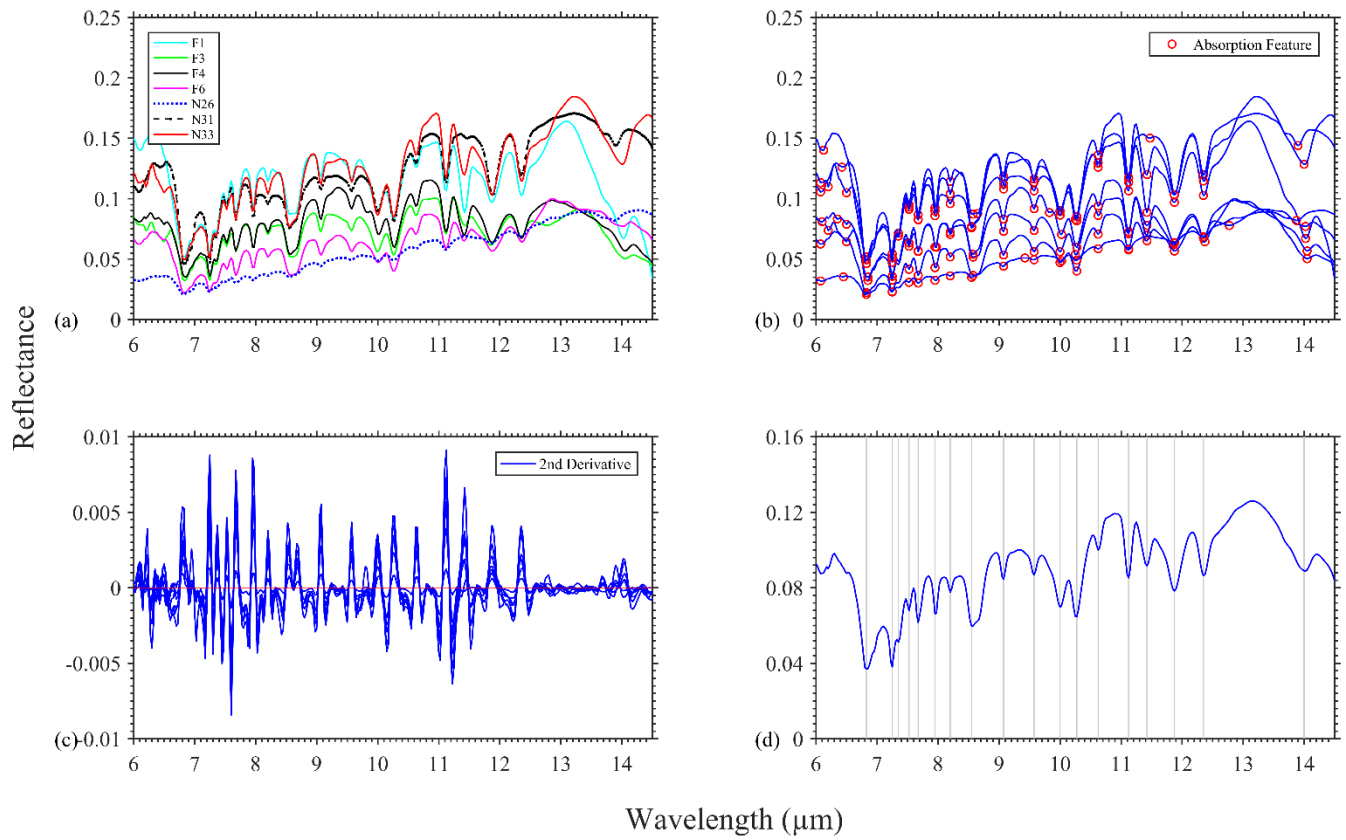 0.25
0.2
0.15
0.1
0.05
0
F1
F3
F4
F6
N26
N31
N33
(a)
6 7 8 9 10 11 12 13 14
0.25
0.2
0.15
0.1
0.05
0
Absorption Feature
(b)
6 7 8 9 10 11 12 13 14
Reflectance
0.01
0.005
0
-0.005
-0.01
2nd Derivative
(c)
6 7 8 9 10 11 12 13 14
0.16
0.12
0.08
0.04
0
(d)
6 7 8 9 10 11 12 13 14
Wavelength (µm)